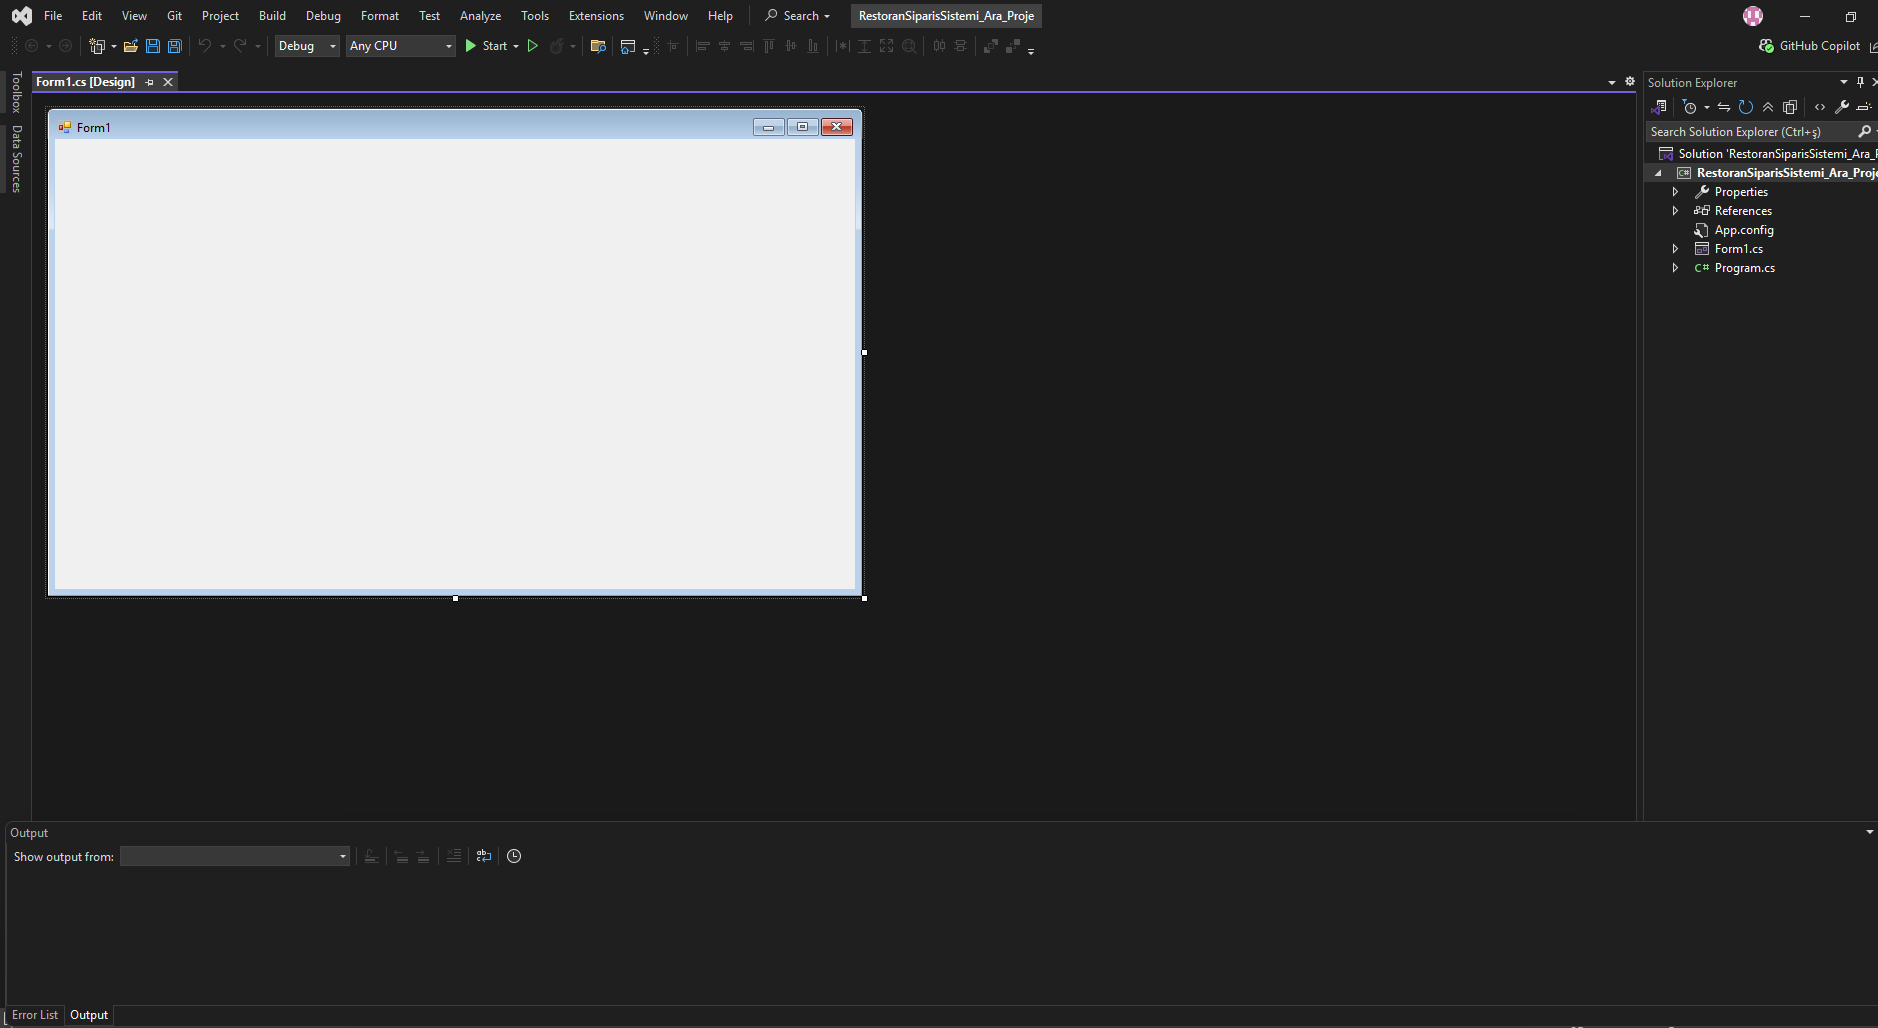 File Edit View Git Project Build Debug Format Test Analyze Tools Extensions Window Help Search RestoranSiparisSistemi_Ara_Proje
Debug Any CPU Start GitHub Copilot
Toolbox
Data Sources
Form1.cs [Design]
Form1
Solution Explorer
Search Solution Explorer (Ctrl+ş)
Solution 'RestoranSiparisSistemi_Ara_P
RestoranSiparisSistemi_Ara_Proje
Properties
References
App.config
Form1.cs
C# Program.cs
Output
Show output from:
Error List Output